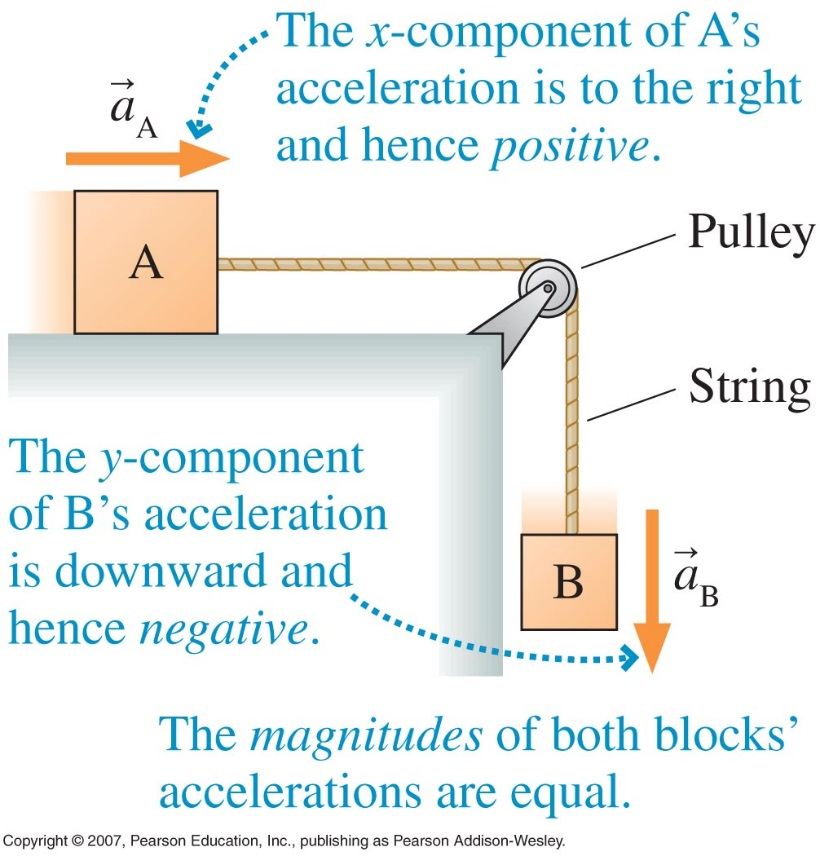 The x-component of A's
acceleration is to the right
and hence positive.
a⃗A
A
Pulley
String
The y-component
of B's acceleration
is downward and
hence negative.
B
a⃗B
The magnitudes of both blocks'
accelerations are equal.
Copyright © 2007, Pearson Education, Inc., publishing as Pearson Addison-Wesley.